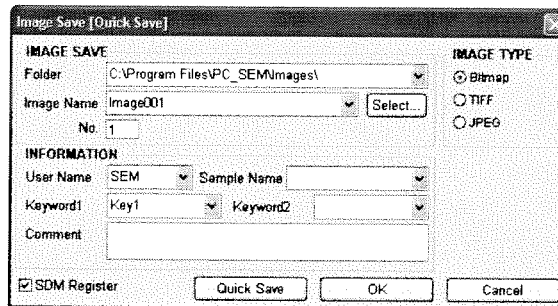 Image Save [Quick Save]
IMAGE SAVE
Folder C:\Program Files\PC_SEM\Images\
Image Name Image001 Select...
No. 1
IMAGE TYPE
Bitmap
TIFF
JPEG
INFORMATION
User Name SEM Sample Name
Keyword1 Key1 Keyword2
Comment
SDM Register Quick Save OK Cancel